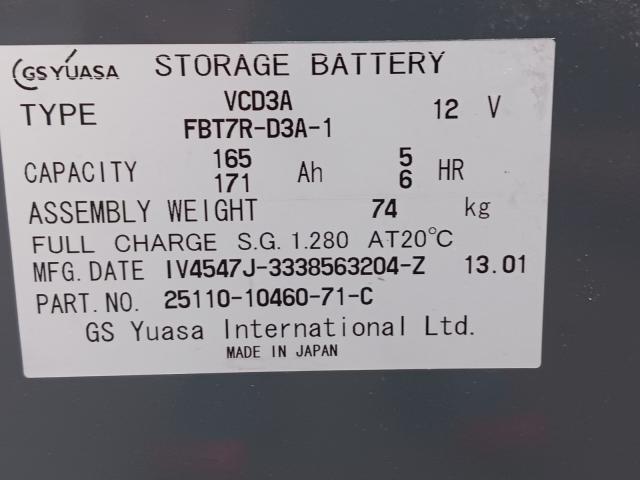 GS YUASA STORAGE BATTERY
TYPE VCD3A 12 V
FBT7R-D3A-1
CAPACITY 165 Ah 5 HR
171 6
ASSEMBLY WEIGHT 74 kg
FULL CHARGE S.G. 1.280 AT20℃
MFG. DATE IV4547J-3338563204-Z 13.01
PART. NO. 25110-10460-71-C
GS Yuasa International Ltd.
MADE IN JAPAN